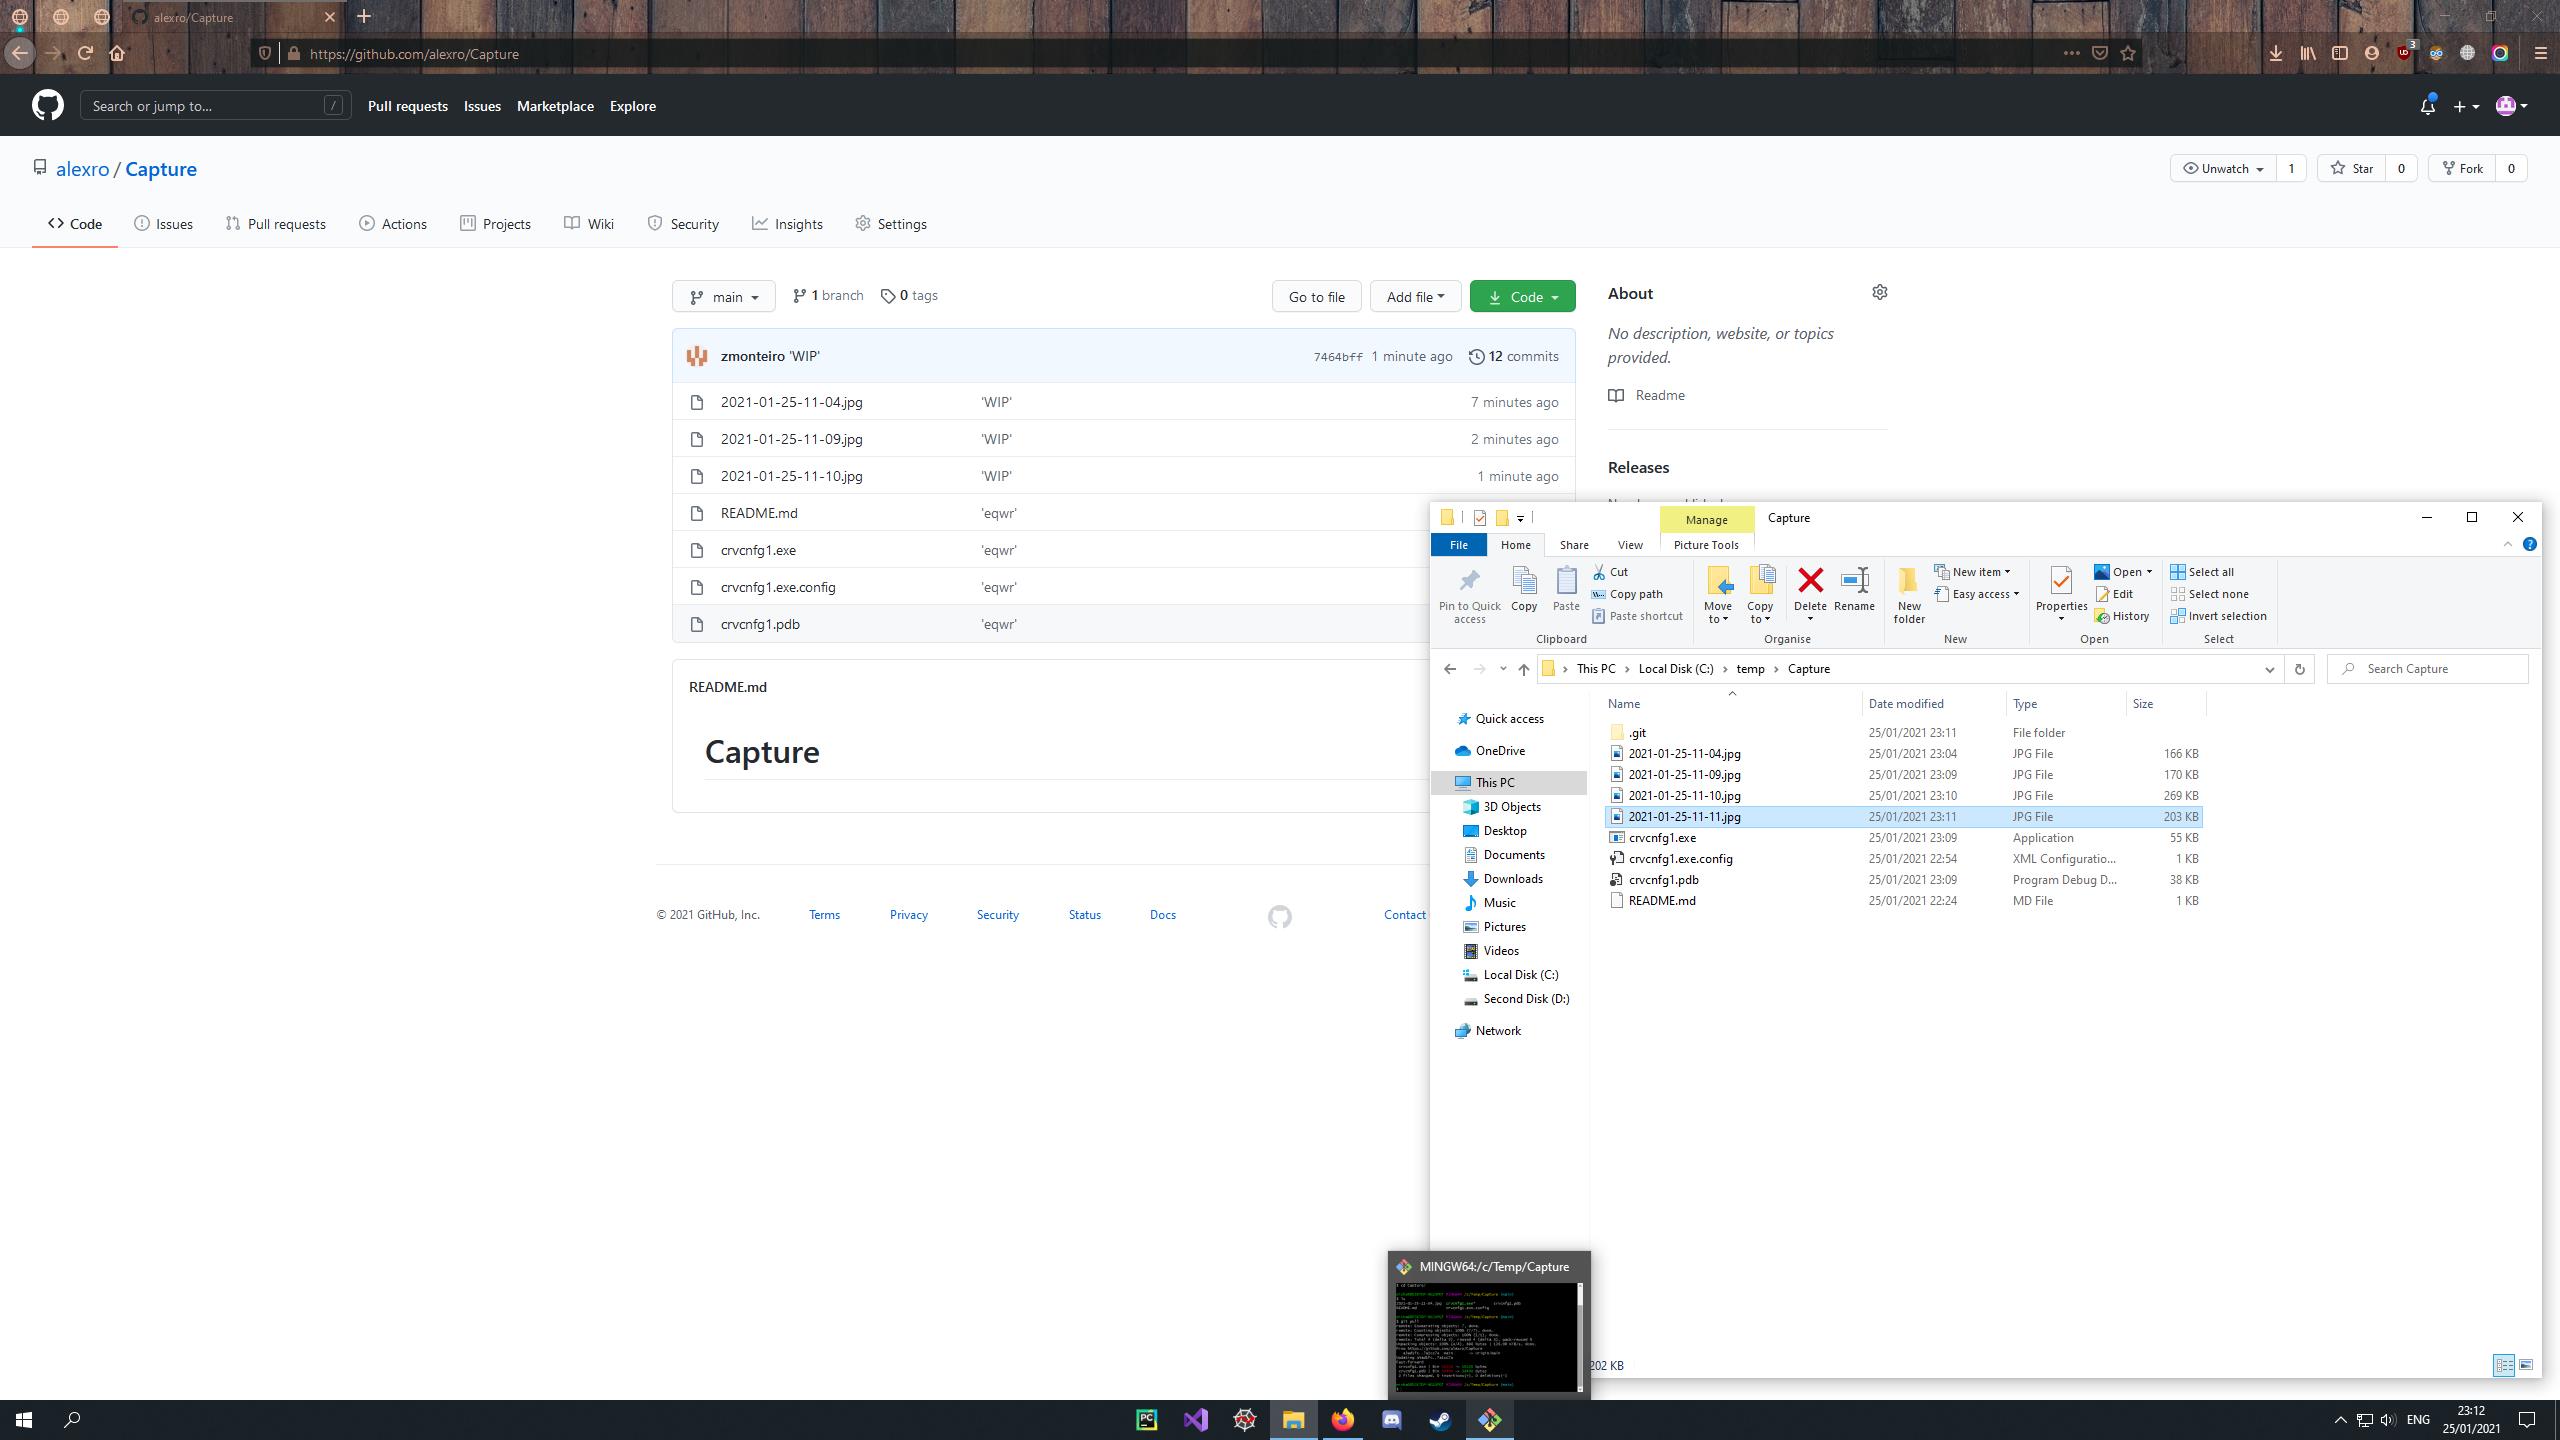 alexro/Capture
https://github.com/alexro/Capture
3
Search or jump to... /
Pull requests Issues Marketplace Explore
alexro / Capture
Unwatch 1 Star 0 Fork 0
Code Issues Pull requests Actions Projects Wiki Security Insights Settings
main 1 branch 0 tags Go to file Add file Code
zmonteiro 'WIP' 7464bff 1 minute ago 12 commits
2021-01-25-11-04.jpg 'WIP' 7 minutes ago
2021-01-25-11-09.jpg 'WIP' 2 minutes ago
2021-01-25-11-10.jpg 'WIP' 1 minute ago
README.md 'eqwr'
crvcnfg1.exe 'eqwr'
crvcnfg1.exe.config 'eqwr'
crvcnfg1.pdb 'eqwr'
README.md
Capture
About
No description, website, or topics
provided.
Readme
Releases
© 2021 GitHub, Inc. Terms Privacy Security Status Docs Contact
Manage Capture
File Home Share View Picture Tools
Pin to Quick
access
Copy
Paste
Cut
Copy path
Paste shortcut
Clipboard
Move
to
Copy
to
Delete
Rename
Organise
New
folder
New item
Easy access
New
Properties
Open
Edit
History
Open
Select all
Select none
Invert selection
Select
This PC > Local Disk (C:) > temp > Capture
Search Capture
Quick access
OneDrive
This PC
3D Objects
Desktop
Documents
Downloads
Music
Pictures
Videos
Local Disk (C:)
Second Disk (D:)
Network
Name Date modified Type Size
.git 25/01/2021 23:11 File folder
2021-01-25-11-04.jpg 25/01/2021 23:04 JPG File 166 KB
2021-01-25-11-09.jpg 25/01/2021 23:09 JPG File 170 KB
2021-01-25-11-10.jpg 25/01/2021 23:10 JPG File 269 KB
2021-01-25-11-11.jpg 25/01/2021 23:11 JPG File 203 KB
crvcnfg1.exe 25/01/2021 23:09 Application 55 KB
crvcnfg1.exe.config 25/01/2021 22:54 XML Configuratio... 1 KB
crvcnfg1.pdb 25/01/2021 23:09 Program Debug D... 38 KB
README.md 25/01/2021 22:24 MD File 1 KB
202 KB
MINGW64:/c/Temp/Capture
ENG
23:12
25/01/2021